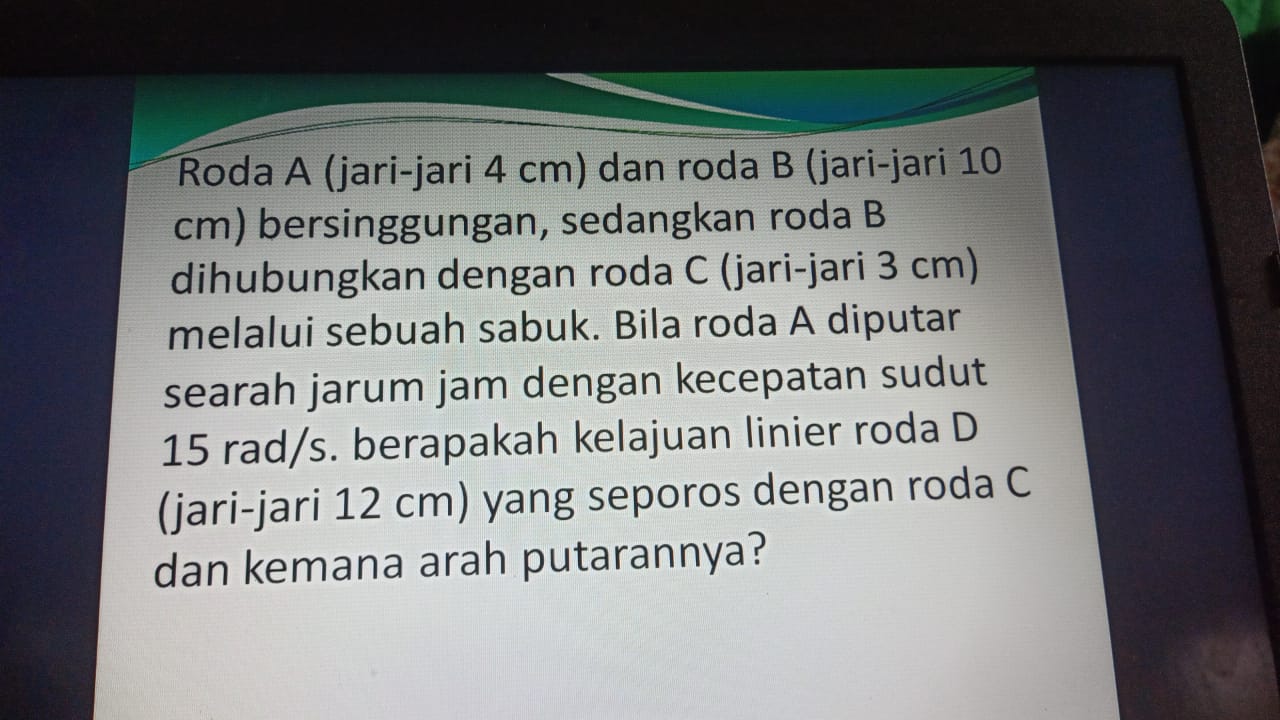 Roda A (jari-jari 4 cm) dan roda B (jari-jari 10
cm) bersinggungan, sedangkan roda B
dihubungkan dengan roda C (jari-jari 3 cm)
melalui sebuah sabuk. Bila roda A diputar
searah jarum jam dengan kecepatan sudut
15 rad/s. berapakah kelajuan linier roda D
(jari-jari 12 cm) yang seporos dengan roda C
dan kemana arah putarannya?